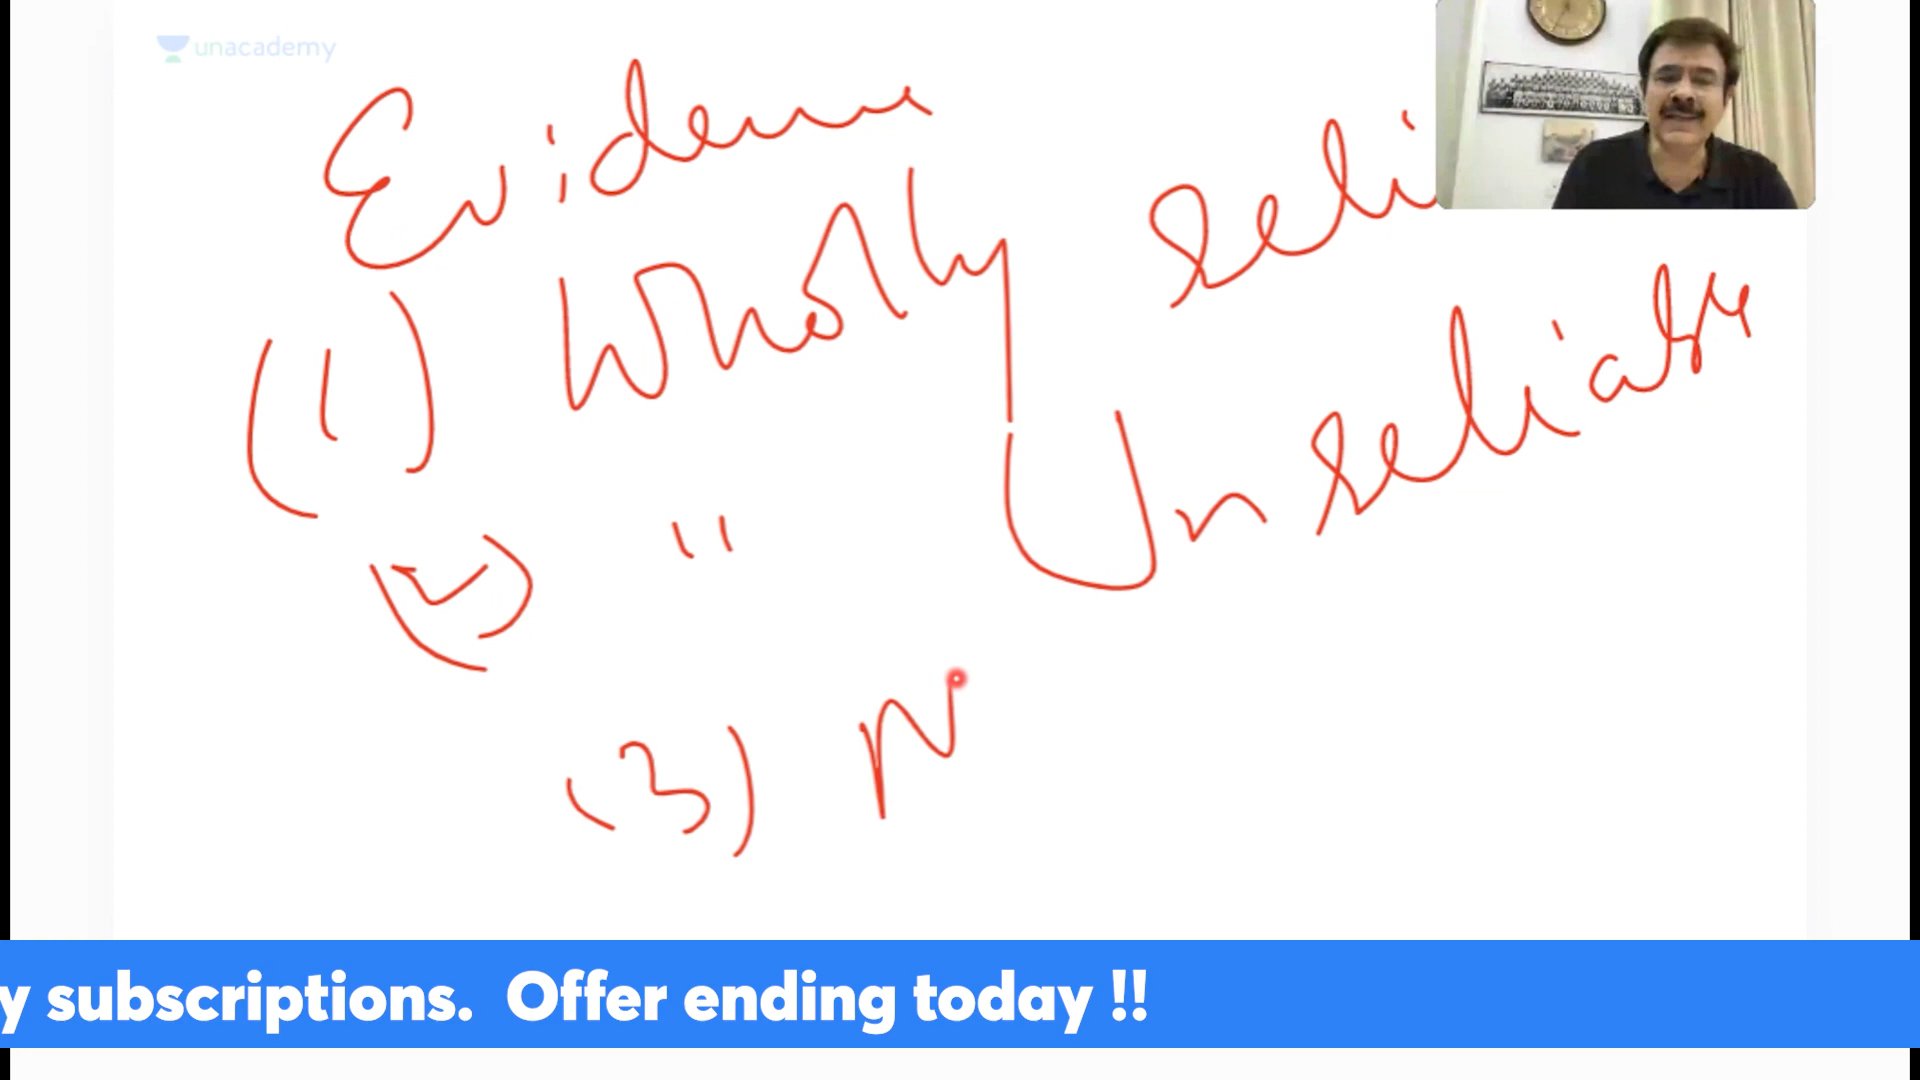 unacademy
Evidence
(1) Wholly reli
(2) " Unreliable
(3) N
y subscriptions. Offer ending today !!